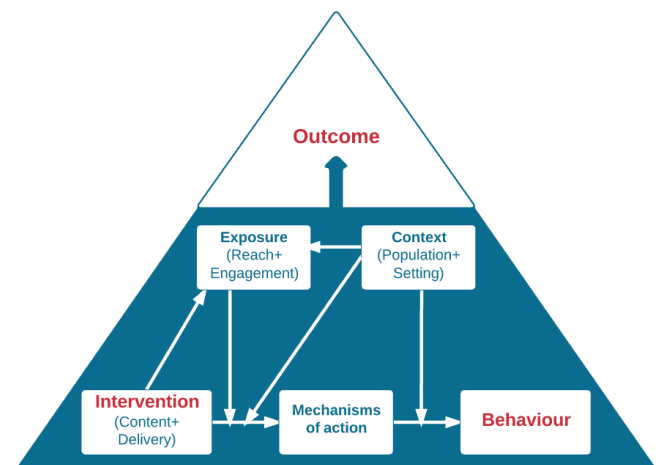 Outcome
Exposure
(Reach+
Engagement)
Context
(Population+
Setting)
Intervention
(Content+
Delivery)
Mechanisms
of action
Behaviour